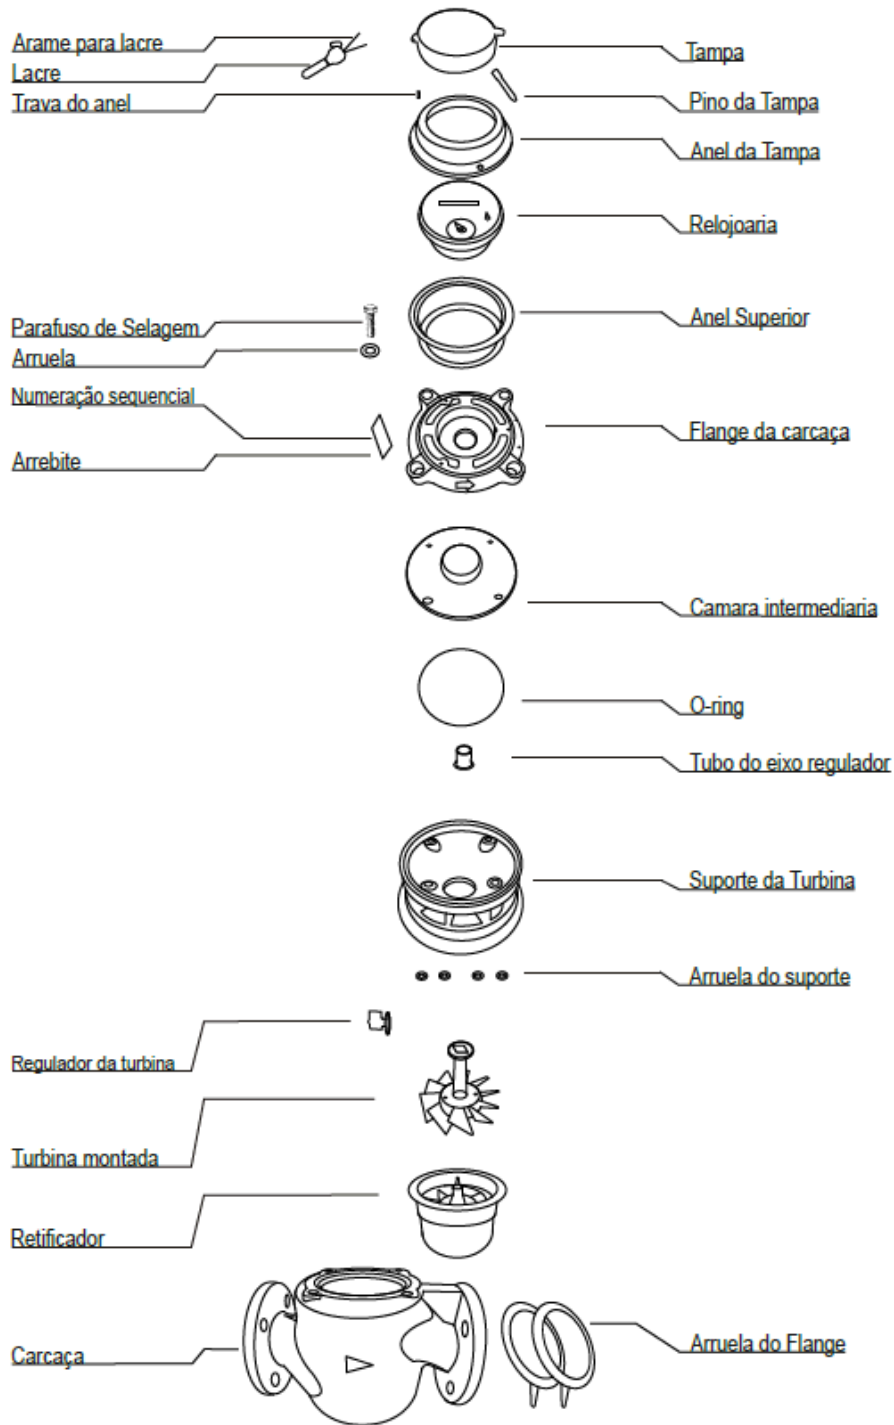 Arame para lacre
Lacre
Trava do anel
Tampa
Pino da Tampa
Anel da Tampa
Relojoaria
Anel Superior
Parafuso de Selagem
Arruela
Numeração sequencial
Arrebite
Flange da carcaça
Camara intermediaria
O-ring
Tubo do eixo regulador
Suporte da Turbina
Arruela do suporte
Regulador da turbina
Turbina montada
Retificador
Carcaça
Arruela do Flange